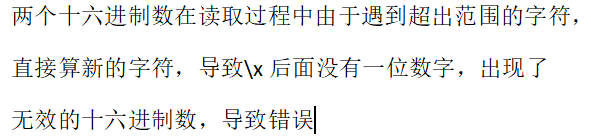 两个十六进制数在读取过程中由于遇到超出范围的字符，
直接算新的字符，导致\x 后面没有一位数字，出现了
无效的十六进制数，导致错误